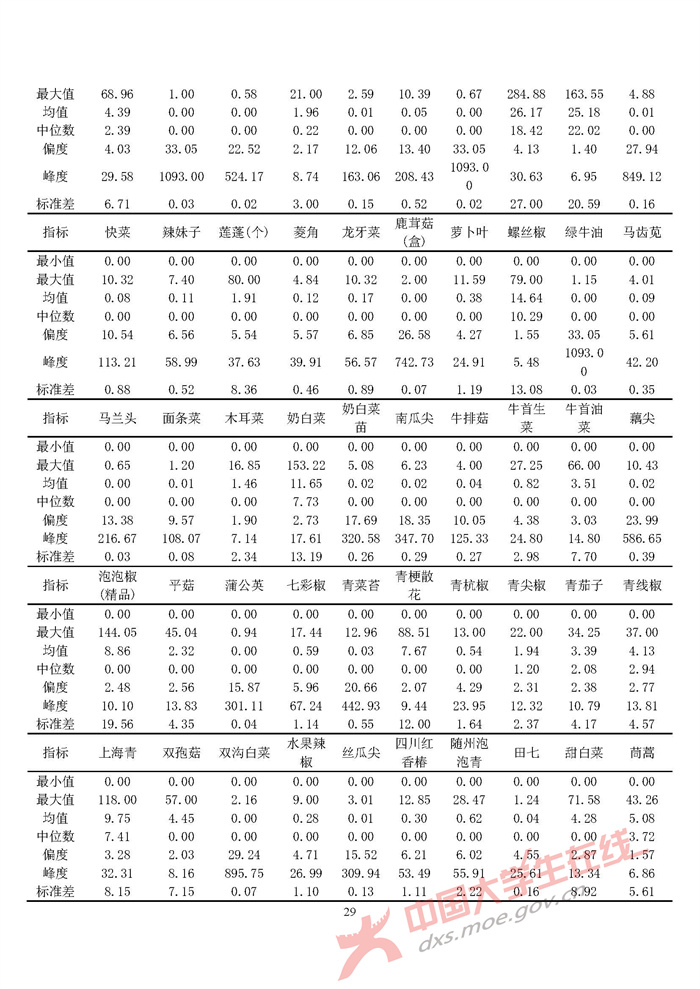 最大值 68.96 1.00 0.58 21.00 2.59 10.39 0.67 284.88 163.55 4.88
均值 4.39 0.00 0.00 1.96 0.01 0.05 0.00 26.17 25.18 0.01
中位数 2.39 0.00 0.00 0.22 0.00 0.00 0.00 18.42 22.02 0.00
偏度 4.03 33.05 22.52 2.17 12.06 13.40 33.05 4.13 1.40 27.94
峰度 29.58 1093.00 524.17 8.74 163.06 208.43 1093.00 30.63 6.95 849.12
标准差 6.71 0.03 0.02 3.00 0.15 0.52 0.02 27.00 20.59 0.16
指标 快菜 辣妹子 莲蓬(个) 菱角 龙牙菜 鹿茸菇(盒) 萝卜叶 螺丝椒 绿牛油 马齿苋
最小值 0.00 0.00 0.00 0.00 0.00 0.00 0.00 0.00 0.00 0.00
最大值 10.32 7.40 80.00 4.84 10.32 2.00 11.59 79.00 1.15 4.01
均值 0.08 0.11 1.91 0.12 0.17 0.00 0.38 14.64 0.00 0.09
中位数 0.00 0.00 0.00 0.00 0.00 0.00 0.00 10.29 0.00 0.00
偏度 10.54 6.56 5.54 5.57 6.85 26.58 4.27 1.55 33.05 5.61
峰度 113.21 58.99 37.63 39.91 56.57 742.73 24.91 5.48 1093.00 42.20
标准差 0.88 0.52 8.36 0.46 0.89 0.07 1.19 13.08 0.03 0.35
指标 马兰头 面条菜 木耳菜 奶白菜 奶白菜苗 南瓜尖 牛排菇 牛首生菜 牛首油菜 藕尖
最小值 0.00 0.00 0.00 0.00 0.00 0.00 0.00 0.00 0.00 0.00
最大值 0.65 1.20 16.85 153.22 5.08 6.23 4.00 27.25 66.00 10.43
均值 0.00 0.01 1.46 11.65 0.02 0.02 0.04 0.82 3.51 0.02
中位数 0.00 0.00 0.00 7.73 0.00 0.00 0.00 0.00 0.00 0.00
偏度 13.38 9.57 1.90 2.73 17.69 18.35 10.05 4.38 3.03 23.99
峰度 216.67 108.07 7.14 17.61 320.58 347.70 125.33 24.80 14.80 586.65
标准差 0.03 0.08 2.34 13.19 0.26 0.29 0.27 2.98 7.70 0.39
指标 泡泡椒(精品) 平菇 蒲公英 七彩椒 青菜苔 青梗散花 青杭椒 青尖椒 青茄子 青线椒
最小值 0.00 0.00 0.00 0.00 0.00 0.00 0.00 0.00 0.00 0.00
最大值 144.05 45.04 0.94 17.44 12.96 88.51 13.00 22.00 34.25 37.00
均值 8.86 2.32 0.00 0.59 0.03 7.67 0.54 1.94 3.39 4.13
中位数 0.00 0.00 0.00 0.00 0.00 0.00 0.00 1.20 2.08 2.94
偏度 2.48 2.56 15.87 5.96 20.66 2.07 4.29 2.31 2.38 2.77
峰度 10.10 13.83 301.11 67.24 442.93 9.44 23.95 12.32 10.79 13.81
标准差 19.56 4.35 0.04 1.14 0.55 12.00 1.64 2.37 4.17 4.57
指标 上海青 双孢菇 双沟白菜 水果辣椒 丝瓜尖 四川红香椿 随州泡泡青 田七 甜白菜 茼蒿
最小值 0.00 0.00 0.00 0.00 0.00 0.00 0.00 0.00 0.00 0.00
最大值 118.00 57.00 2.16 9.00 3.01 12.85 28.47 1.24 71.58 43.26
均值 9.75 4.45 0.00 0.28 0.01 0.30 0.62 0.04 4.28 5.08
中位数 7.41 0.00 0.00 0.00 0.00 0.00 0.00 0.00 0.00 3.72
偏度 3.28 2.03 29.24 4.71 15.52 6.21 6.02 4.55 2.87 1.57
峰度 32.31 8.16 895.75 26.99 309.94 53.49 55.91 25.61 13.34 6.86
标准差 8.15 7.15 0.07 1.10 0.13 1.11 2.22 0.16 8.92 5.61
29
中国大学生在线
dxs.moe.gov.cn